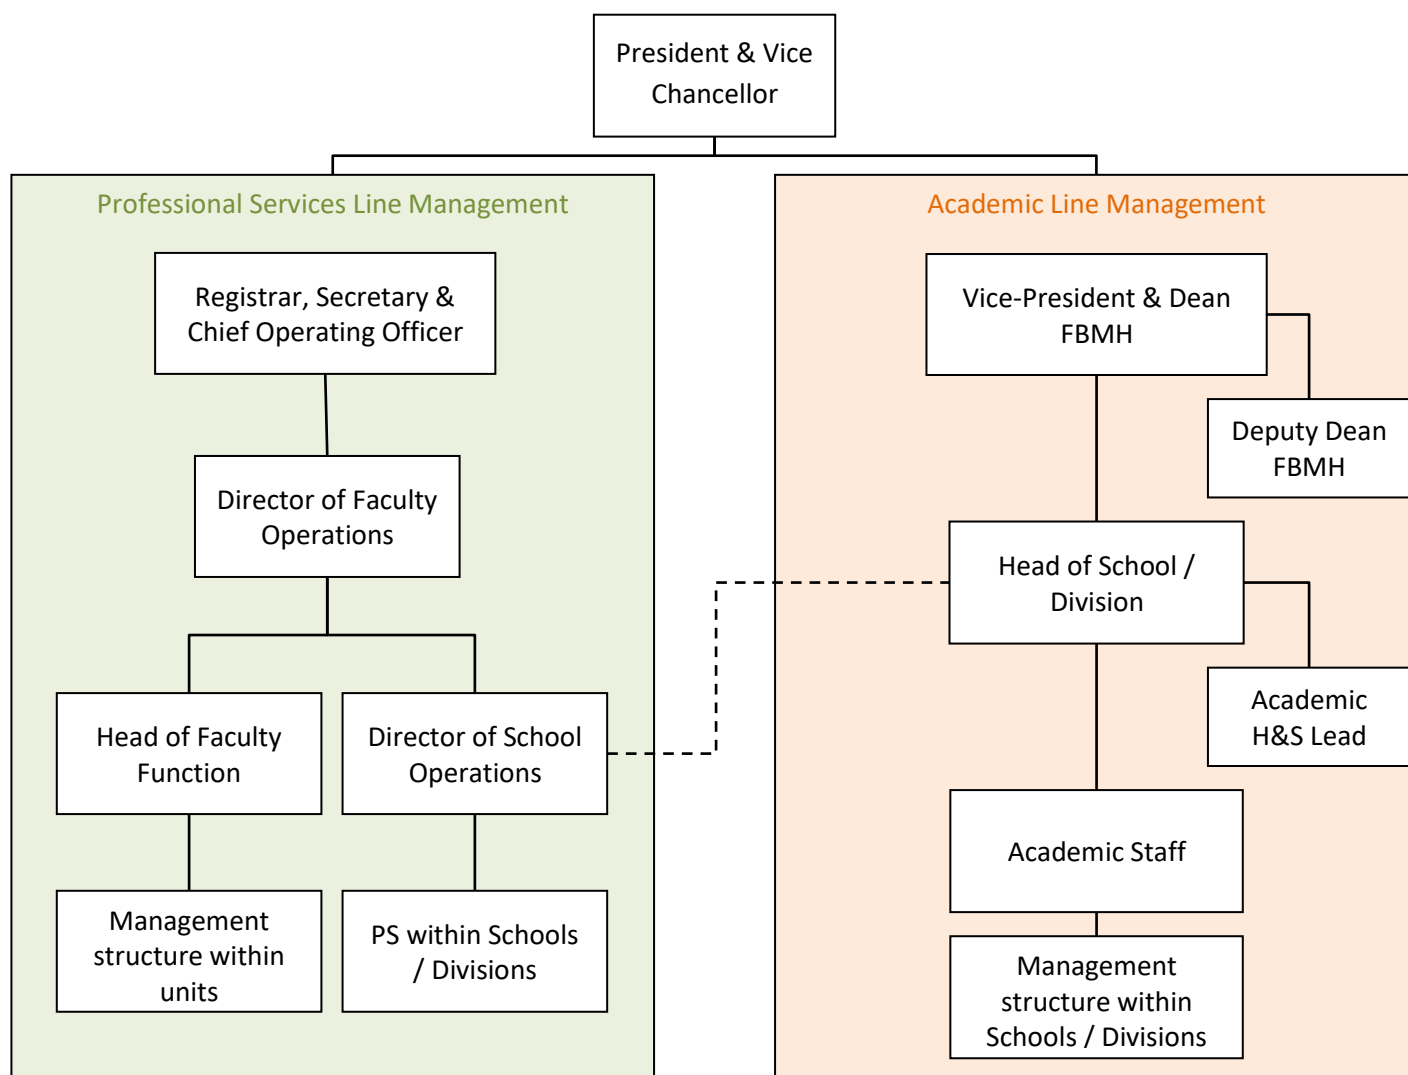 President & Vice
Chancellor
Professional Services Line Management
Academic Line Management
Registrar, Secretary &
Chief Operating Officer
Vice-President & Dean
FBMH
Deputy Dean
FBMH
Director of Faculty
Operations
Head of School /
Division
Head of Faculty
Function
Director of School
Operations
Academic
H&S Lead
Academic Staff
Management
structure within
units
PS within Schools
/ Divisions
Management
structure within
Schools / Divisions